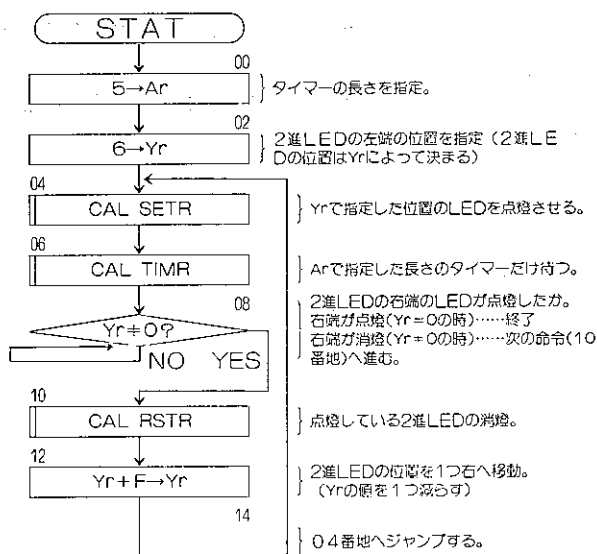 STAT
00
5→Ar
タイマーの長さを指定。
02
6→Yr
2進LEDの左端の位置を指定（2進LE
Dの位置はYrによって決まる）
04
CAL SETR
Yrで指定した位置のLEDを点燈させる。
06
CAL TIMR
Arで指定した長さのタイマーだけ待つ。
08
Yr≠0?
NO YES
2進LEDの右端のLEDが点燈したか。
右端が点燈(Yr=0の時)……終了
右端が消燈(Yr≠0の時)……次の命令(10
番地)へ進む。
10
CAL RSTR
点燈している2進LEDの消燈。
12
Yr+F→Yr
2進LEDの位置を1つ右へ移動。
(Yrの値を1つ減らす)
14
04番地へジャンプする。